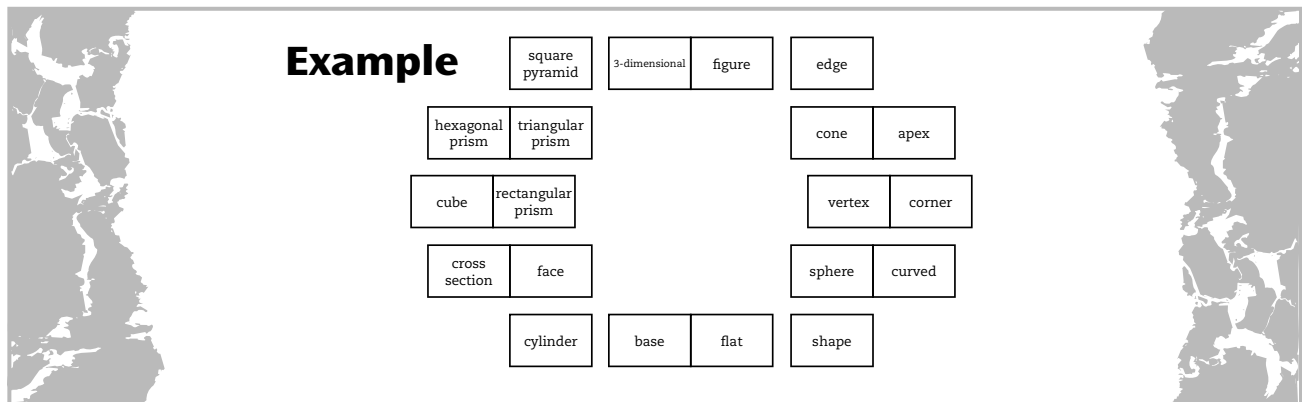 Example
square
pyramid
3-dimensional
figure
edge
hexagonal
prism
triangular
prism
cone
apex
cube
rectangular
prism
vertex
corner
cross
section
face
sphere
curved
cylinder
base
flat
shape